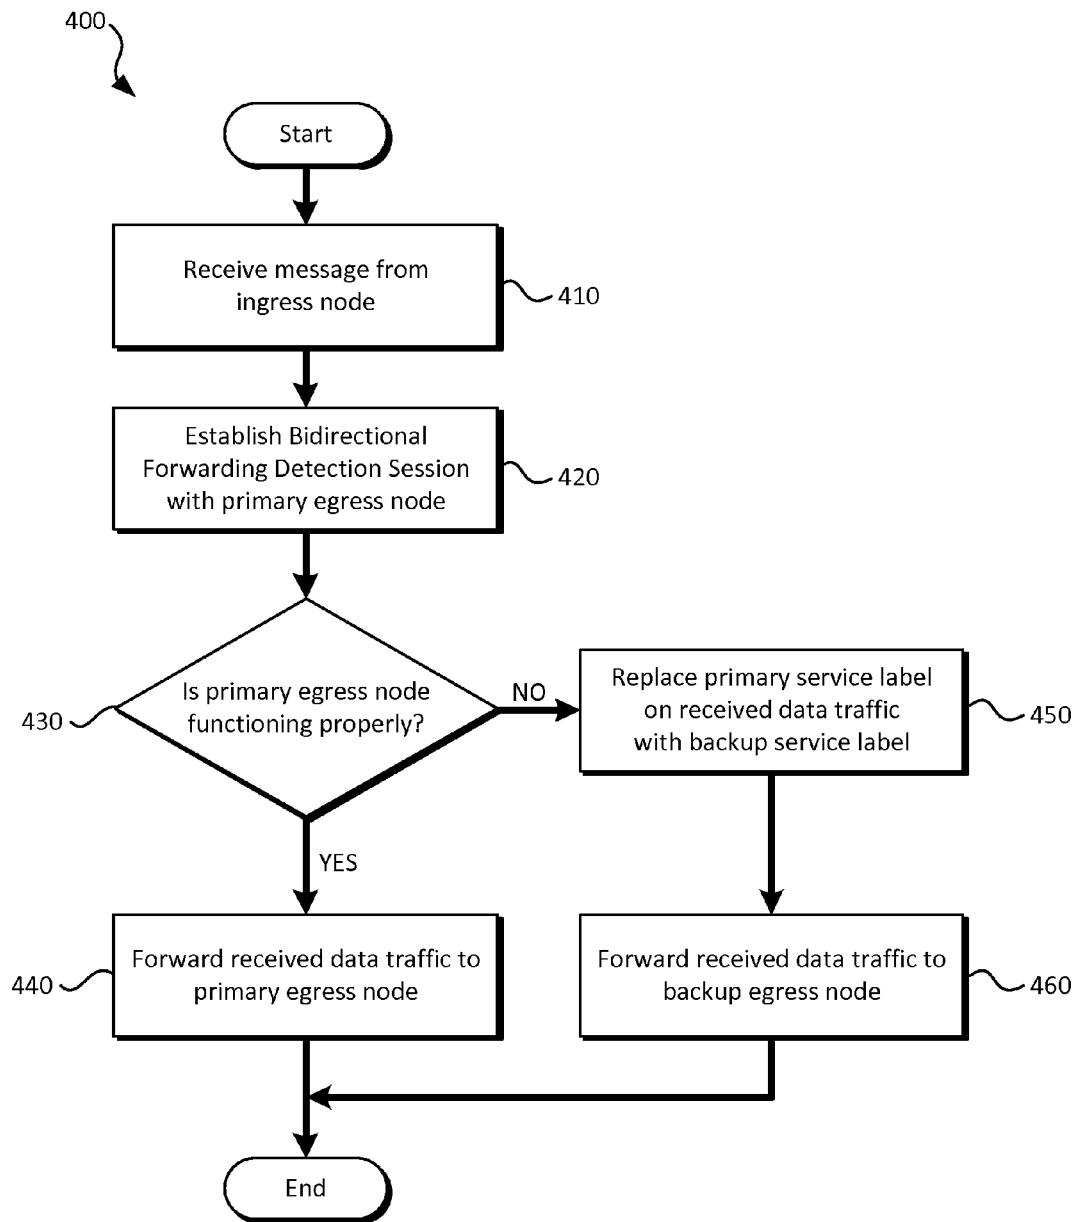 400
Start
Receive message from
ingress node
410
Establish Bidirectional
Forwarding Detection Session
with primary egress node
420
Is primary egress node
functioning properly?
430
NO
Replace primary service label
on received data traffic
with backup service label
450
YES
Forward received data traffic to
primary egress node
440
Forward received data traffic to
backup egress node
460
End